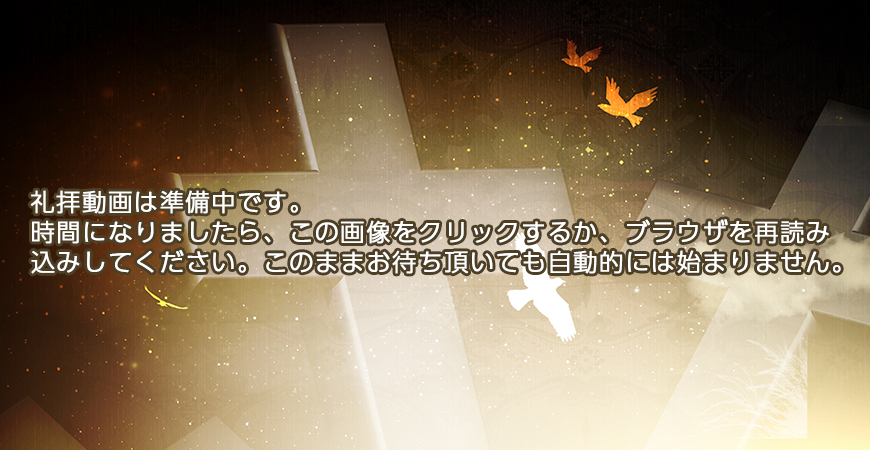 礼拝動画は準備中です。
時間になりましたら、この画像をクリックするか、ブラウザを再読み
込みしてください。このままお待ち頂いても自動的には始まりません。